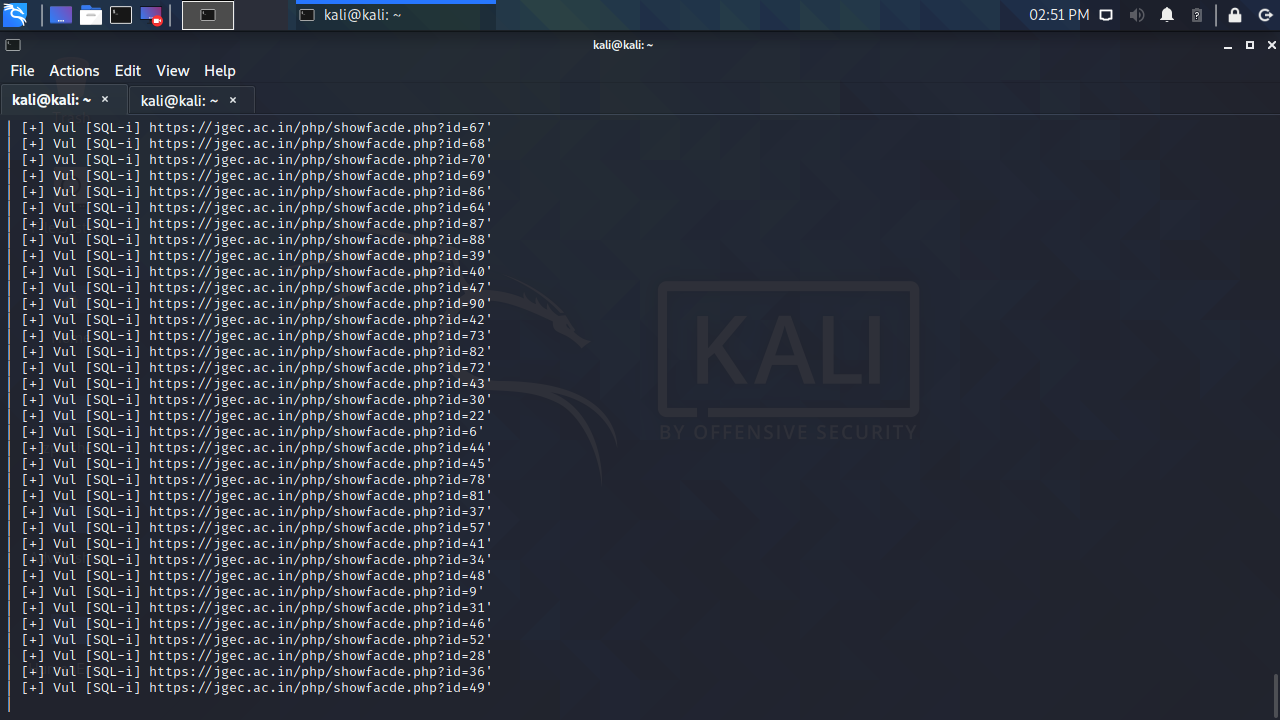 kali@kali: ~
02:51 PM
kali@kali: ~
File Actions Edit View Help
kali@kali: ~ × kali@kali: ~ ×
[+] Vul [SQL-i] https://jgec.ac.in/php/showfacde.php?id=67'
[+] Vul [SQL-i] https://jgec.ac.in/php/showfacde.php?id=68'
[+] Vul [SQL-i] https://jgec.ac.in/php/showfacde.php?id=70'
[+] Vul [SQL-i] https://jgec.ac.in/php/showfacde.php?id=69'
[+] Vul [SQL-i] https://jgec.ac.in/php/showfacde.php?id=86'
[+] Vul [SQL-i] https://jgec.ac.in/php/showfacde.php?id=64'
[+] Vul [SQL-i] https://jgec.ac.in/php/showfacde.php?id=87'
[+] Vul [SQL-i] https://jgec.ac.in/php/showfacde.php?id=88'
[+] Vul [SQL-i] https://jgec.ac.in/php/showfacde.php?id=39'
[+] Vul [SQL-i] https://jgec.ac.in/php/showfacde.php?id=40'
[+] Vul [SQL-i] https://jgec.ac.in/php/showfacde.php?id=47'
[+] Vul [SQL-i] https://jgec.ac.in/php/showfacde.php?id=90'
[+] Vul [SQL-i] https://jgec.ac.in/php/showfacde.php?id=42'
[+] Vul [SQL-i] https://jgec.ac.in/php/showfacde.php?id=73'
[+] Vul [SQL-i] https://jgec.ac.in/php/showfacde.php?id=82'
[+] Vul [SQL-i] https://jgec.ac.in/php/showfacde.php?id=72'
[+] Vul [SQL-i] https://jgec.ac.in/php/showfacde.php?id=43'
[+] Vul [SQL-i] https://jgec.ac.in/php/showfacde.php?id=30'
[+] Vul [SQL-i] https://jgec.ac.in/php/showfacde.php?id=22'
[+] Vul [SQL-i] https://jgec.ac.in/php/showfacde.php?id=6'
[+] Vul [SQL-i] https://jgec.ac.in/php/showfacde.php?id=44'
[+] Vul [SQL-i] https://jgec.ac.in/php/showfacde.php?id=45'
[+] Vul [SQL-i] https://jgec.ac.in/php/showfacde.php?id=78'
[+] Vul [SQL-i] https://jgec.ac.in/php/showfacde.php?id=81'
[+] Vul [SQL-i] https://jgec.ac.in/php/showfacde.php?id=37'
[+] Vul [SQL-i] https://jgec.ac.in/php/showfacde.php?id=57'
[+] Vul [SQL-i] https://jgec.ac.in/php/showfacde.php?id=41'
[+] Vul [SQL-i] https://jgec.ac.in/php/showfacde.php?id=34'
[+] Vul [SQL-i] https://jgec.ac.in/php/showfacde.php?id=48'
[+] Vul [SQL-i] https://jgec.ac.in/php/showfacde.php?id=9'
[+] Vul [SQL-i] https://jgec.ac.in/php/showfacde.php?id=31'
[+] Vul [SQL-i] https://jgec.ac.in/php/showfacde.php?id=46'
[+] Vul [SQL-i] https://jgec.ac.in/php/showfacde.php?id=52'
[+] Vul [SQL-i] https://jgec.ac.in/php/showfacde.php?id=28'
[+] Vul [SQL-i] https://jgec.ac.in/php/showfacde.php?id=36'
[+] Vul [SQL-i] https://jgec.ac.in/php/showfacde.php?id=49'
KALI
BY OFFENSIVE SECURITY